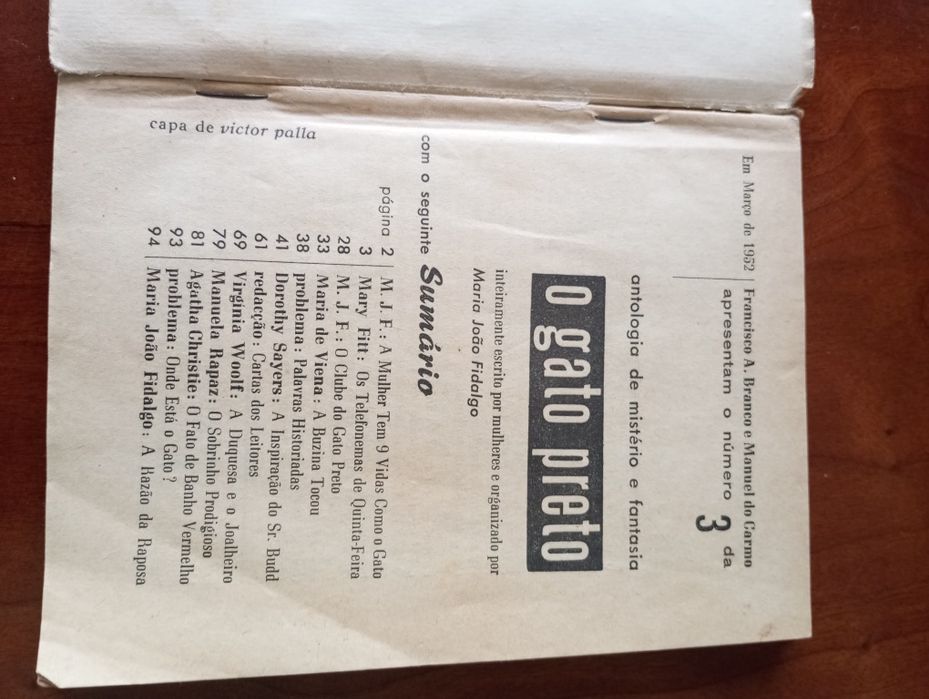 Em Março de 1952 | Francisco A. Branco e Manuel do Carmo
apresentam o número 3 da
antologia de mistério e fantasia
O gato preto
inteiramente escrito por mulheres e organizado por
Maria João Fidalgo
com o seguinte Sumário
página 2 | M. J. F.: A Mulher Tem 9 Vidas Como o Gato
3 | Mary Fitt: Os Telefonemas de Quinta-Feira
28 | M. J. F.: O Clube do Gato Preto
33 | Maria de Viena: A Buzina Tocou
38 | problema: Palavras Historiadas
41 | Dorothy Sayers: A Inspiração do Sr. Budd
61 | redacção: Cartas dos Leitores
69 | Virgínia Woolf: A Duquesa e o Joalheiro
79 | Manuela Rapaz: O Sobrinho Prodigioso
81 | Agatha Christie: O Fato de Banho Vermelho
93 | problema: Onde Está o Gato?
94 | Maria João Fidalgo: A Razão da Raposa
capa de victor palla